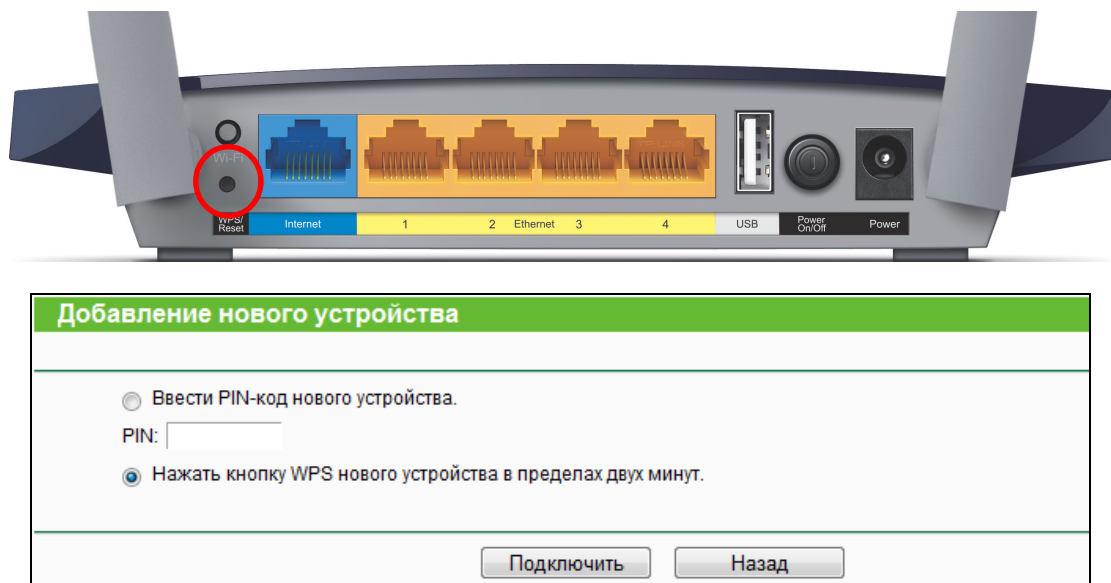 Wi-Fi
WPS/
Reset
Internet
1
2
Ethernet
3
4
USB
Power
On/Off
Power
Добавление нового устройства
Ввести PIN-код нового устройства.
PIN:
Нажать кнопку WPS нового устройства в пределах двух минут.
Подключить
Назад